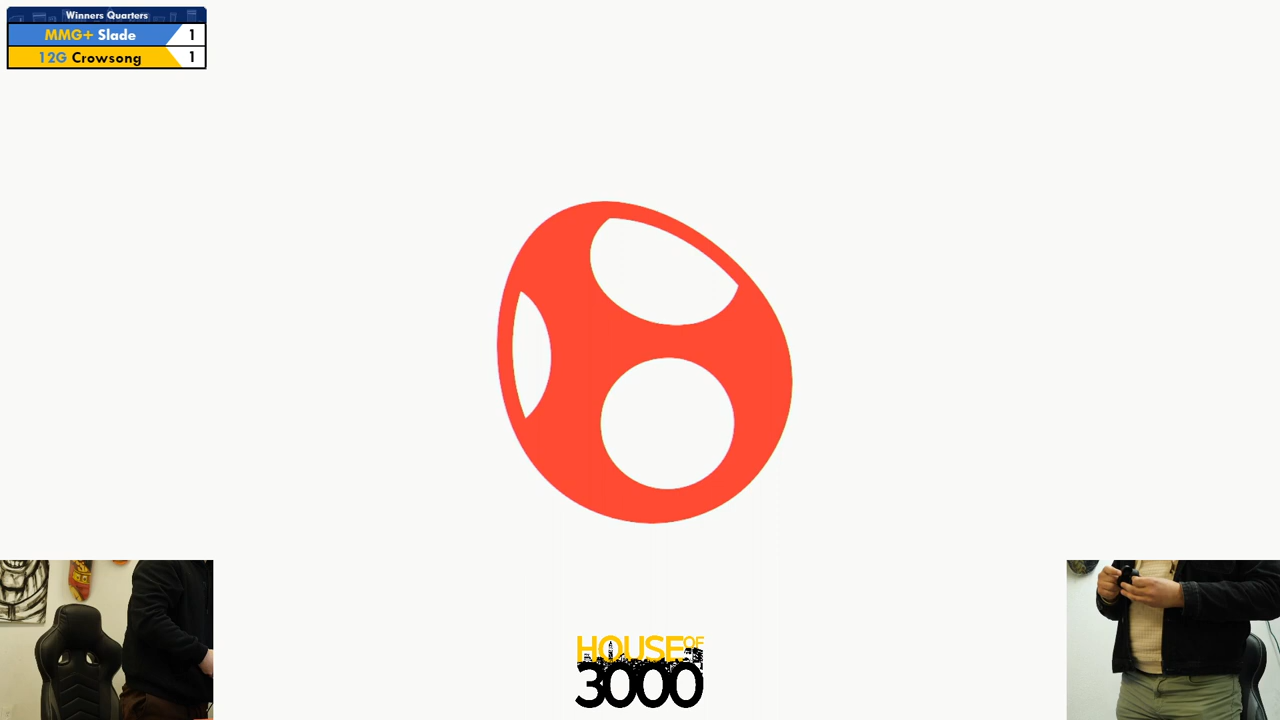 Winners Quarters
MMG+ Slade 1
12G Crowsong 1
HOUSE OF
3000